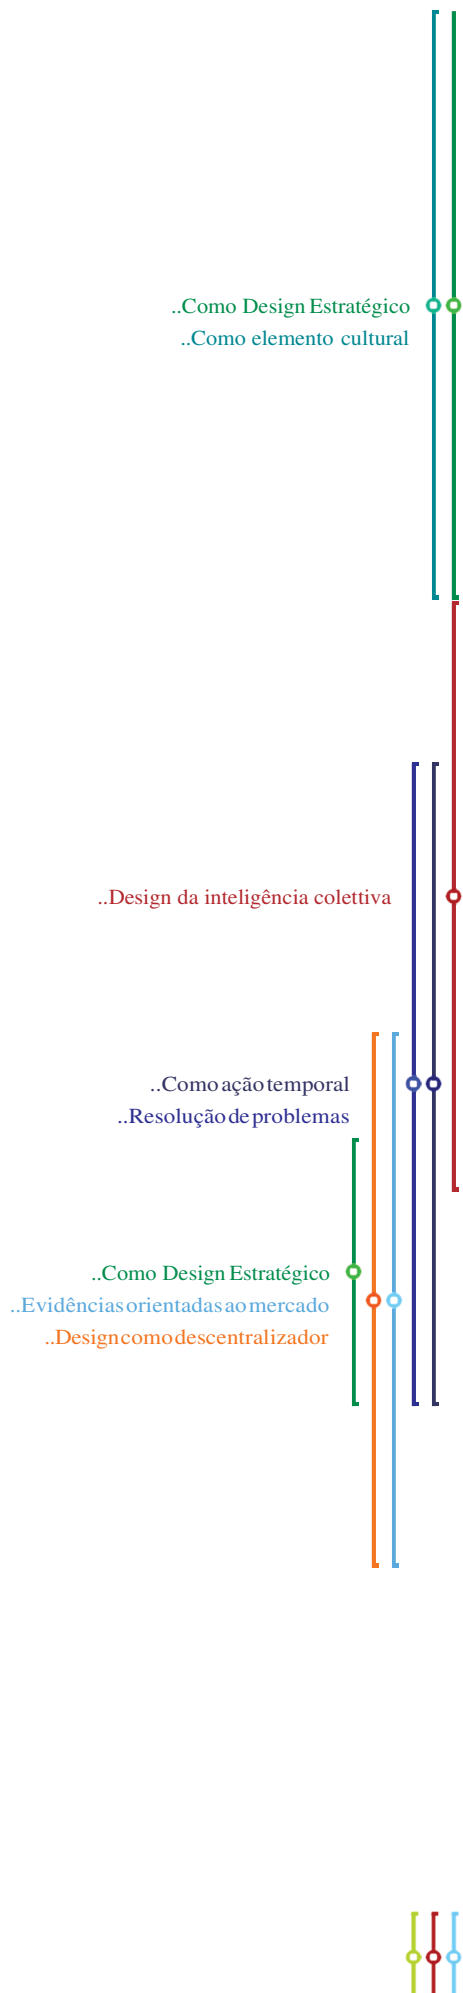 ..Como Design Estratégico
..Como elemento cultural
..Design da inteligência colettiva
..Como ação temporal
..Resolução de problemas
..Como Design Estratégico
..Evidências orientadas ao mercado
..Design como descentralizador